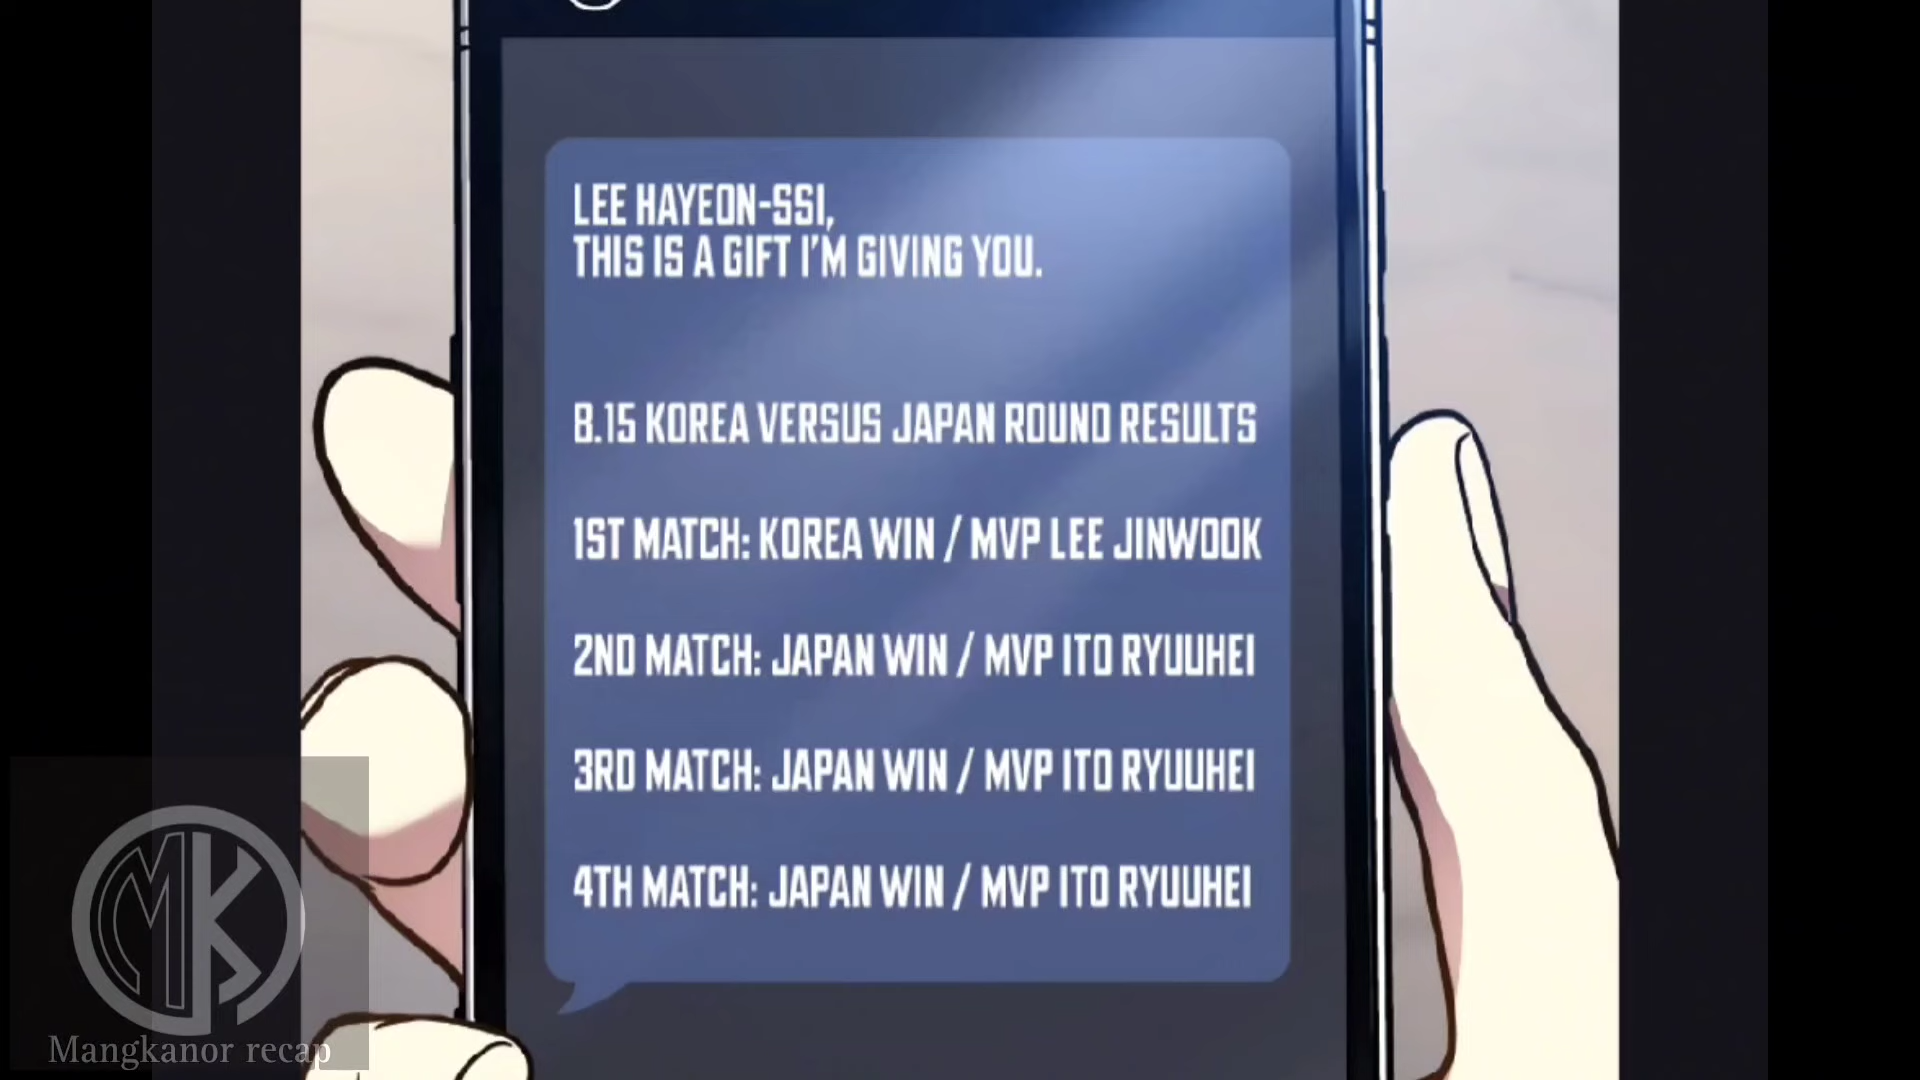 LEE HAYEON-SSI,
THIS IS A GIFT I'M GIVING YOU.
8.15 KOREA VERSUS JAPAN ROUND RESULTS
1ST MATCH: KOREA WIN / MVP LEE JINWOOK
2ND MATCH: JAPAN WIN / MVP ITO RYUUHEI
3RD MATCH: JAPAN WIN / MVP ITO RYUUHEI
4TH MATCH: JAPAN WIN / MVP ITO RYUUHEI
MK
Mangkanor recap